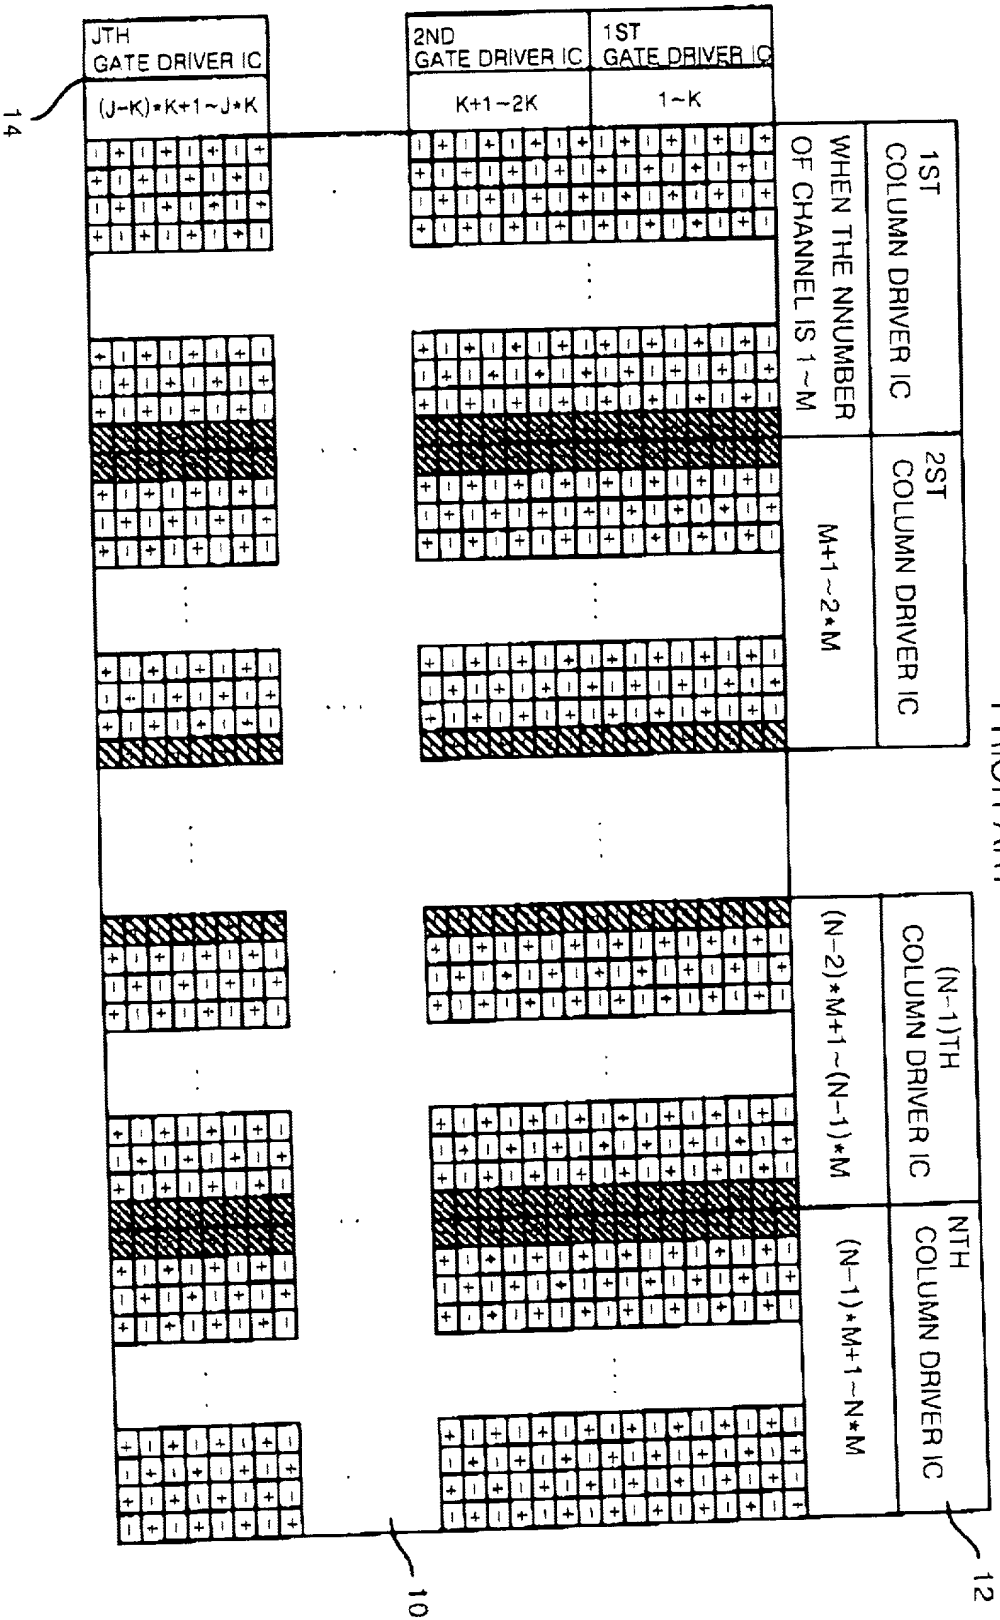 1ST
COLUMN DRIVER IC
2ST
COLUMN DRIVER IC
(N-1)TH
COLUMN DRIVER IC
NTH
COLUMN DRIVER IC
12
WHEN THE NNUMBER
OF CHANNEL IS 1~M
M+1~2*M
(N-2)*M+1~(N-1)*M
(N-1)*M+1~N*M
1ST
GATE DRIVER IC
1~K
2ND
GATE DRIVER IC
K+1~2K
JTH
GATE DRIVER IC
(J-K)*K+1~J*K
10
14